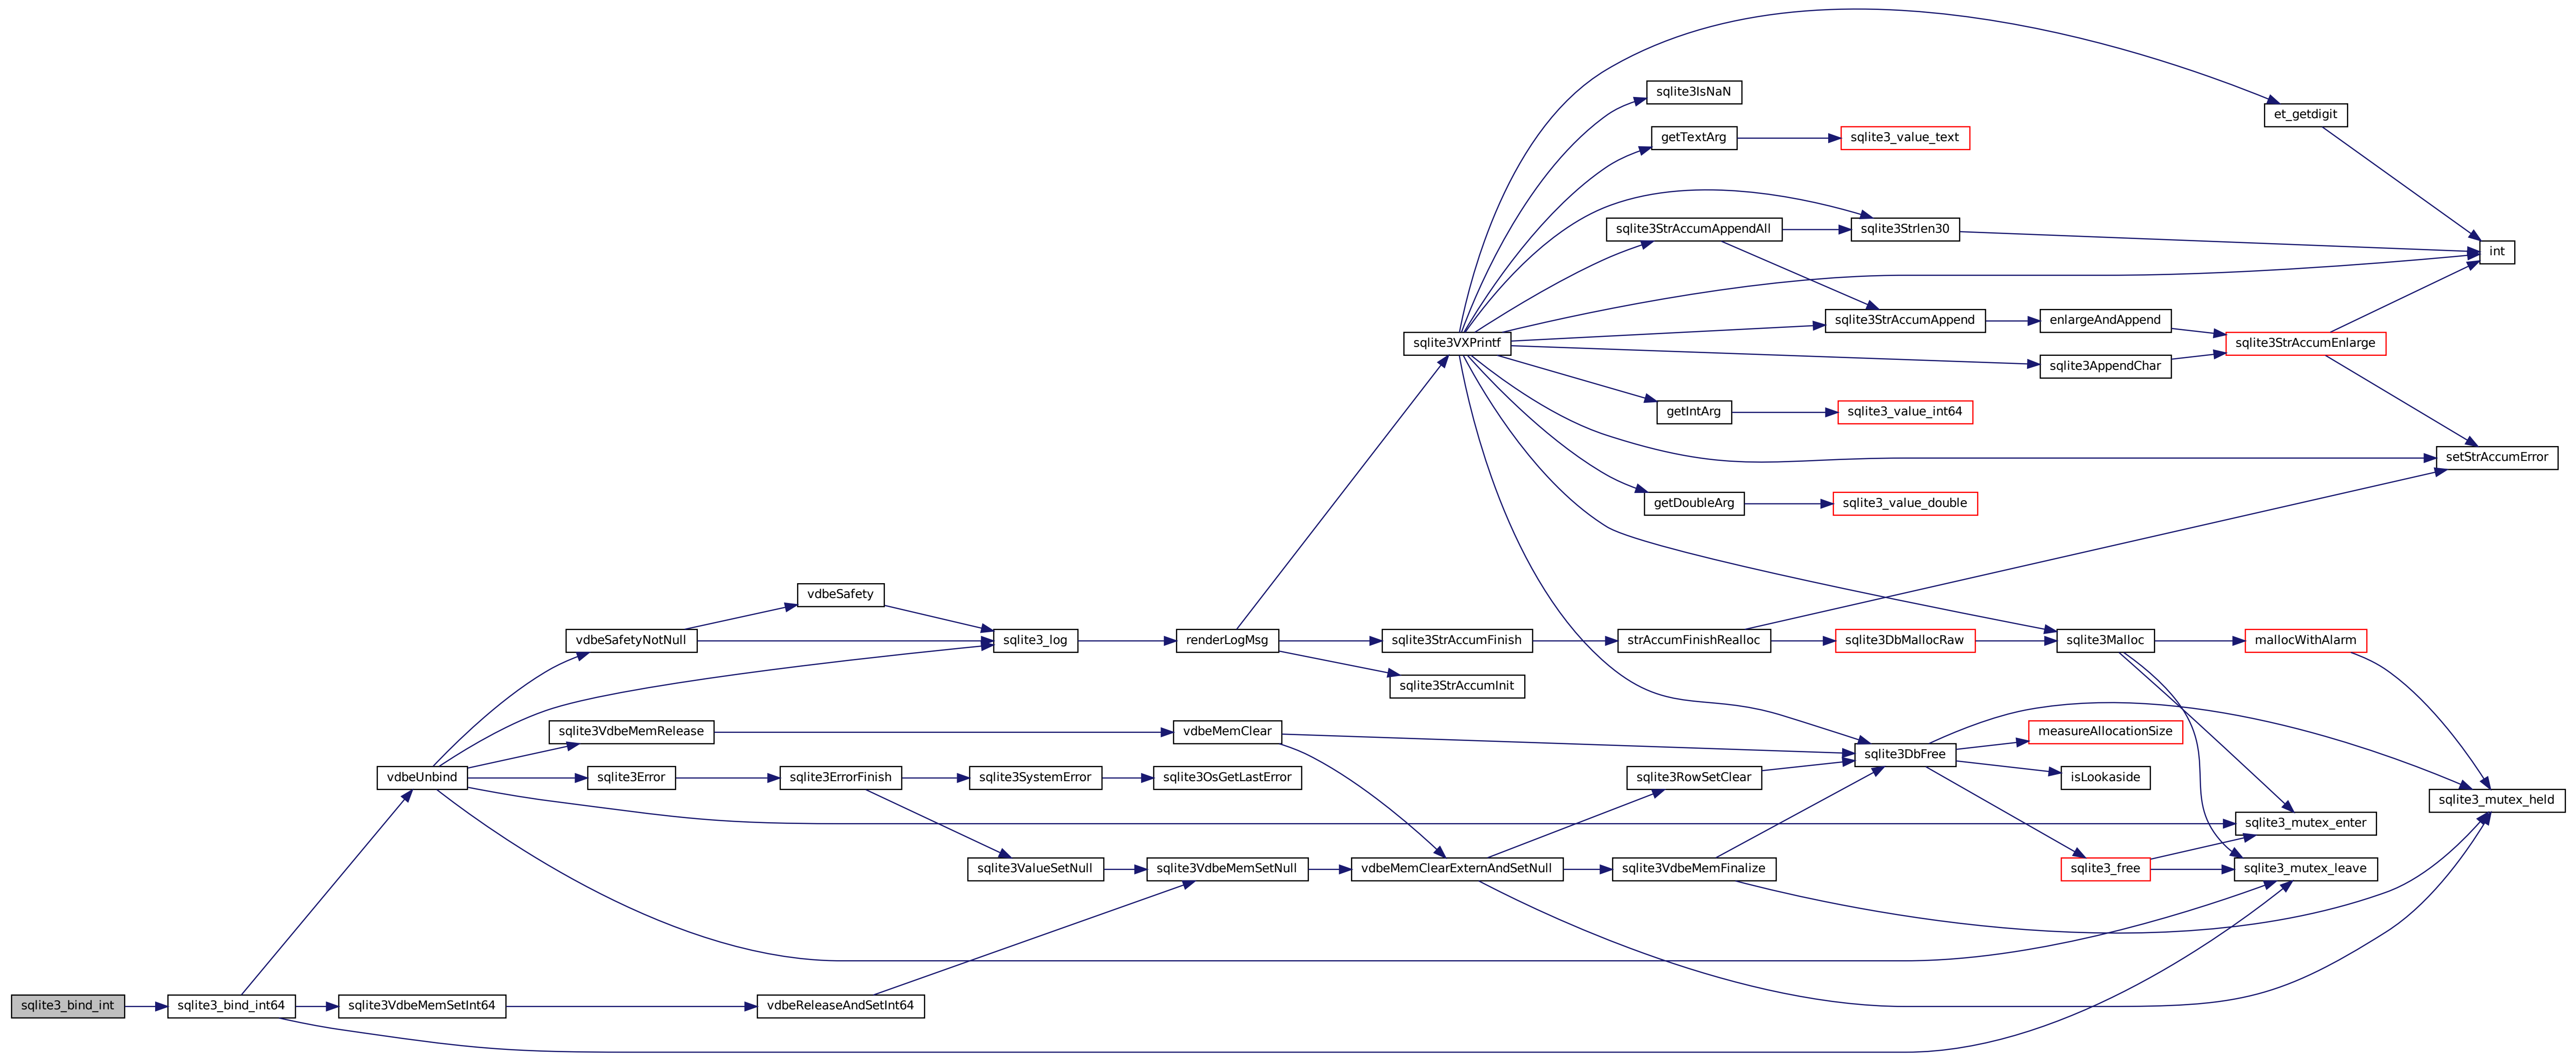 et_getdigit
sqlite3IsNaN
getTextArg
sqlite3_value_text
sqlite3StrAccumAppendAll
sqlite3Strlen30
int
sqlite3StrAccumAppend
enlargeAndAppend
sqlite3VXPrintf
sqlite3StrAccumEnlarge
sqlite3AppendChar
getIntArg
sqlite3_value_int64
setStrAccumError
getDoubleArg
sqlite3_value_double
vdbeSafety
vdbeSafetyNotNull
sqlite3_log
renderLogMsg
sqlite3StrAccumFinish
strAccumFinishRealloc
sqlite3DbMallocRaw
sqlite3Malloc
mallocWithAlarm
sqlite3StrAccumInit
sqlite3VdbeMemRelease
vdbeMemClear
measureAllocationSize
sqlite3DbFree
vdbeUnbind
sqlite3Error
sqlite3ErrorFinish
sqlite3SystemError
sqlite3OsGetLastError
sqlite3RowSetClear
isLookaside
sqlite3_mutex_held
sqlite3_mutex_enter
sqlite3ValueSetNull
sqlite3VdbeMemSetNull
vdbeMemClearExternAndSetNull
sqlite3VdbeMemFinalize
sqlite3_free
sqlite3_mutex_leave
sqlite3_bind_int
sqlite3_bind_int64
sqlite3VdbeMemSetInt64
vdbeReleaseAndSetInt64